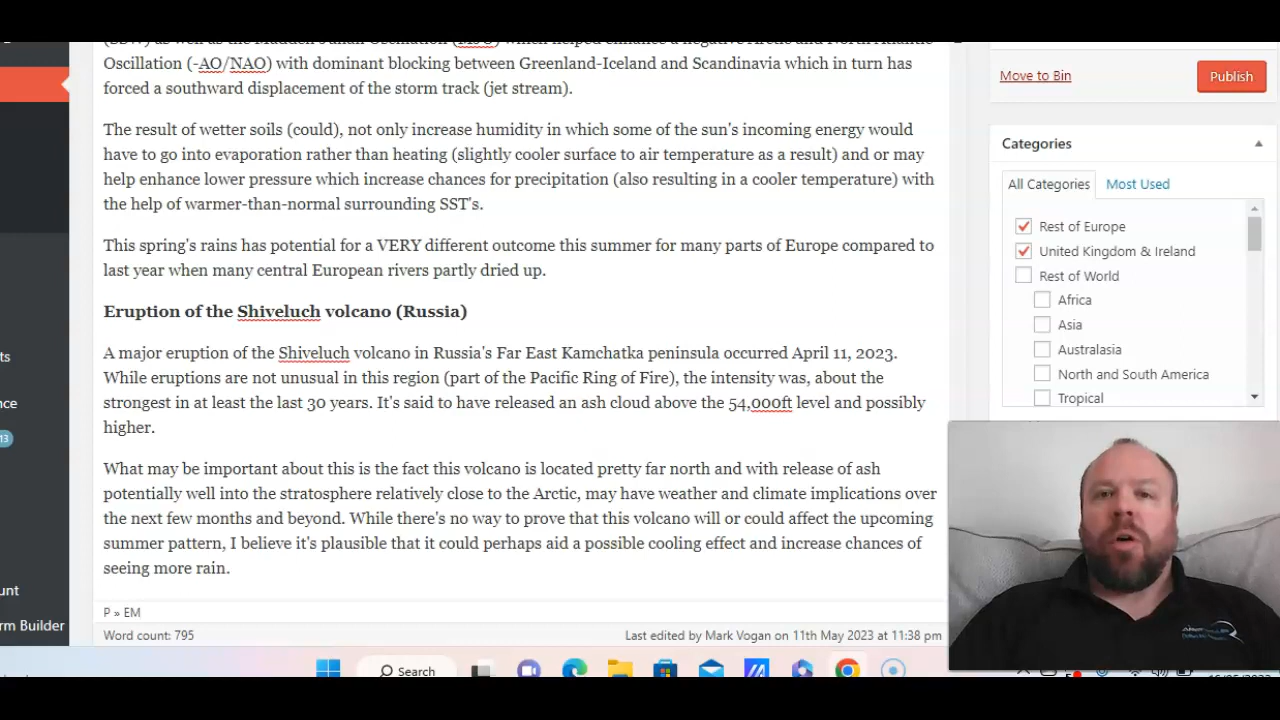 Oscillation (-AO/NAO) with dominant blocking between Greenland-Iceland and Scandinavia which in turn has
forced a southward displacement of the storm track (jet stream).
The result of wetter soils (could), not only increase humidity in which some of the sun's incoming energy would
have to go into evaporation rather than heating (slightly cooler surface to air temperature as a result) and or may
help enhance lower pressure which increase chances for precipitation (also resulting in a cooler temperature) with
the help of warmer-than-normal surrounding SST's.
This spring's rains has potential for a VERY different outcome this summer for many parts of Europe compared to
last year when many central European rivers partly dried up.
Eruption of the Shiveluch volcano (Russia)
A major eruption of the Shiveluch volcano in Russia's Far East Kamchatka peninsula occurred April 11, 2023.
While eruptions are not unusual in this region (part of the Pacific Ring of Fire), the intensity was, about the
strongest in at least the last 30 years. It's said to have released an ash cloud above the 54,000ft level and possibly
higher.
What may be important about this is the fact this volcano is located pretty far north and with release of ash
potentially well into the stratosphere relatively close to the Arctic, may have weather and climate implications over
the next few months and beyond. While there's no way to prove that this volcano will or could affect the upcoming
summer pattern, I believe it's plausible that it could perhaps aid a possible cooling effect and increase chances of
seeing more rain.
P » EM
Word count: 795
Last edited by Mark Vogan on 11th May 2023 at 11:38 pm
Move to Bin
Publish
Categories
All Categories
Most Used
Rest of Europe
United Kingdom & Ireland
Rest of World
Africa
Asia
Australasia
North and South America
Tropical
13
rm Builder
Search